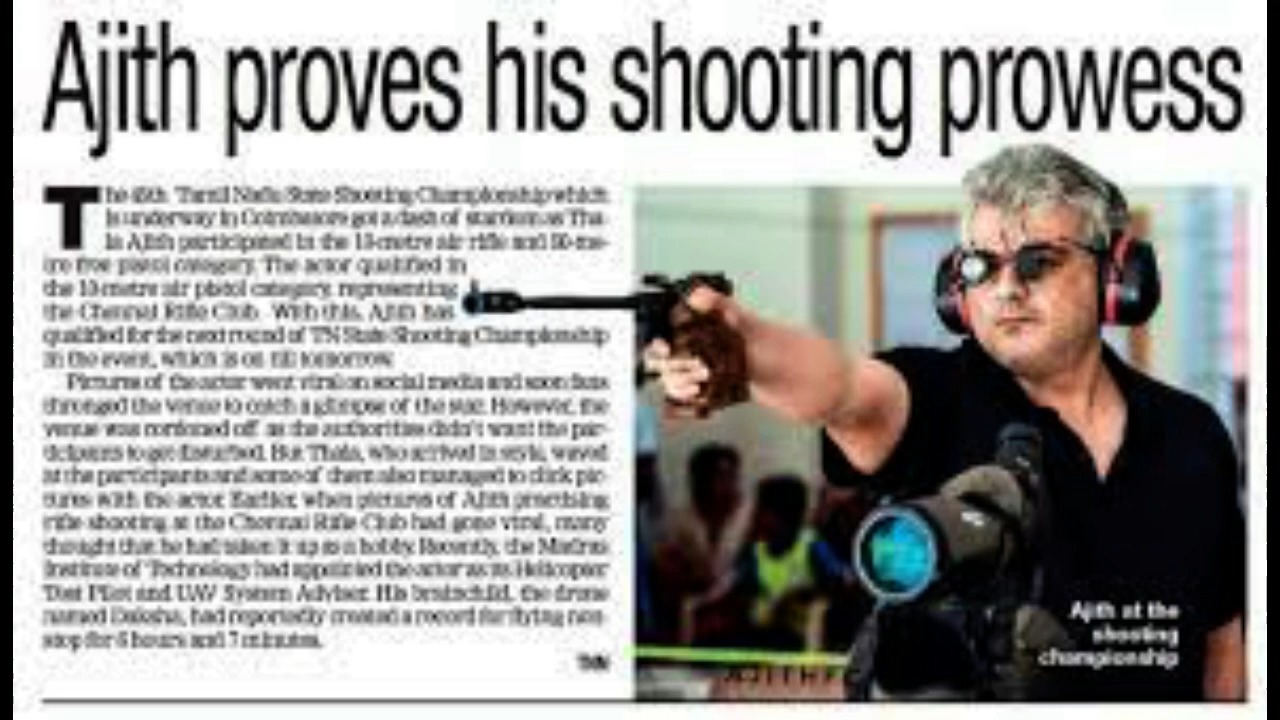 Ajith proves his shooting prowess
The 45th Tamil Nadu State Shooting Championship which
is underway in Coimbatore got a dash of stardom as Tha-
la Ajith participated in the 10-metre air rifle and 50-me-
tre free pistol category. The actor qualified in
the 10-metre air pistol category, representing
the Chennai Rifle Club. With this, Ajith has
qualified for the next round of TN State Shooting Championship
in the event, which is on till tomorrow.
Pictures of the actor went viral on social media and soon fans
thronged the venue to catch a glimpse of the star. However, the
venue was cordoned off as the authorities didn't want the par-
ticipants to get disturbed. But Thala, who arrived in style, waved
at the participants and some of them also managed to click pic-
tures with the actor. Earlier, when pictures of Ajith practising
rifle shooting at the Chennai Rifle Club had gone viral, many
thought that he had taken it up as a hobby. Recently, the Madras
Institute of Technology had appointed the actor as its Helicopter
Test Pilot and UAV System Adviser. His brainchild, the drone
named Daksha, had reportedly created a record for flying non-
stop for 6 hours and 7 minutes.
TNN
Ajith at the
shooting
championship